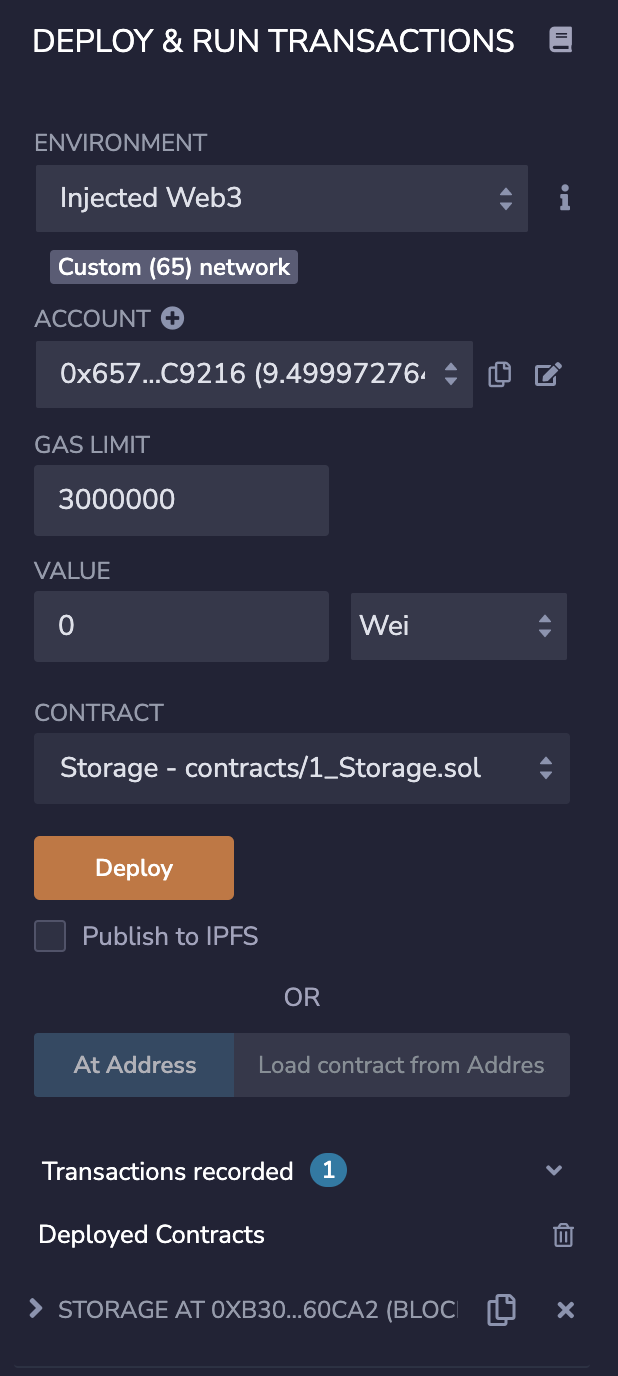 DEPLOY & RUN TRANSACTIONS
ENVIRONMENT
Injected Web3
Custom (65) network
ACCOUNT
0x657...C9216 (9.49997276
GAS LIMIT
3000000
VALUE
0 Wei
CONTRACT
Storage - contracts/1_Storage.sol
Deploy
Publish to IPFS
OR
At Address Load contract from Addres
Transactions recorded 1
Deployed Contracts
STORAGE AT 0XB30...60CA2 (BLOC